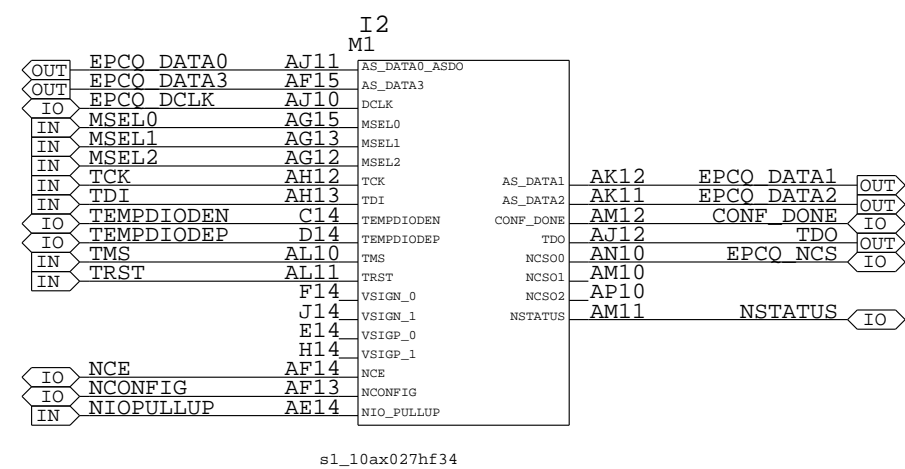 I2
M1
OUT EPCQ_DATA0 AJ11 AS_DATA0_ASDO
OUT EPCQ_DATA3 AF15 AS_DATA3
IO EPCQ_DCLK AJ10 DCLK
IN MSEL0 AG15 MSEL0
IN MSEL1 AG13 MSEL1
IN MSEL2 AG12 MSEL2
IN TCK AH12 TCK AS_DATA1 AK12 EPCQ_DATA1 OUT
IN TDI AH13 TDI AS_DATA2 AK11 EPCQ_DATA2 OUT
IO TEMPDIODEN C14 TEMPDIODEN CONF_DONE AM12 CONF_DONE IO
IO TEMPDIODEP D14 TEMPDIODEP TDO AJ12 TDO OUT
IN TMS AL10 TMS NCSO0 AN10 EPCQ_NCS IO
IN TRST AL11 TRST NCSO1 AM10
F14 VSIGN_0 NCSO2 AP10
J14 VSIGN_1 NSTATUS AM11 NSTATUS IO
E14 VSIGP_0
H14 VSIGP_1
IO NCE AF14 NCE
IO NCONFIG AF13 NCONFIG
IN NIOPULLUP AE14 NIO_PULLUP
sl_10ax027hf34